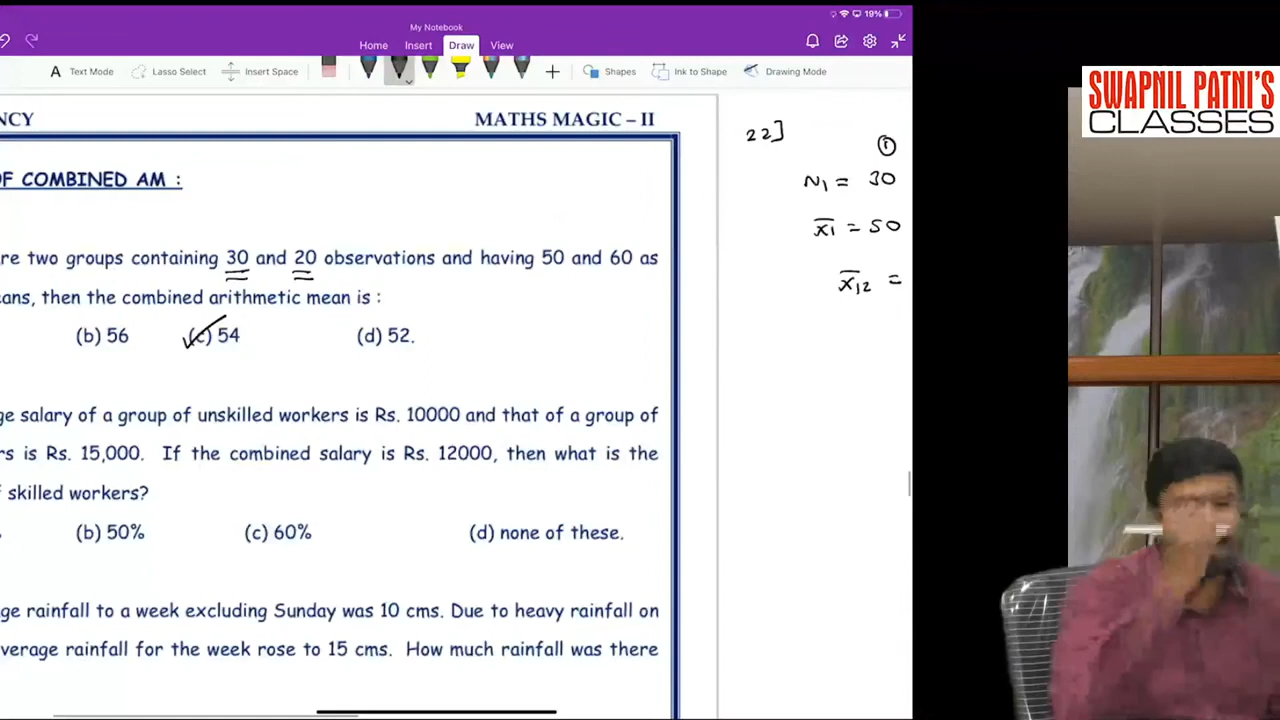 19%
My Notebook
Home Insert Draw View
Text Mode Lasso Select Insert Space Shapes Ink to Shape Drawing Mode
SWAPNIL PATNI'S
CLASSES
NCY MATHS MAGIC – II
OF COMBINED AM :
re two groups containing 30 and 20 observations and having 50 and 60 as
ans, then the combined arithmetic mean is :
(b) 56 (c) 54 (d) 52.
ge salary of a group of unskilled workers is Rs. 10000 and that of a group of
rs is Rs. 15,000. If the combined salary is Rs. 12000, then what is the
f skilled workers?
(b) 50% (c) 60% (d) none of these.
ge rainfall to a week excluding Sunday was 10 cms. Due to heavy rainfall on
verage rainfall for the week rose to 15 cms. How much rainfall was there
22]
①
N1 = 30
x̄1 = 50
x̄12 =